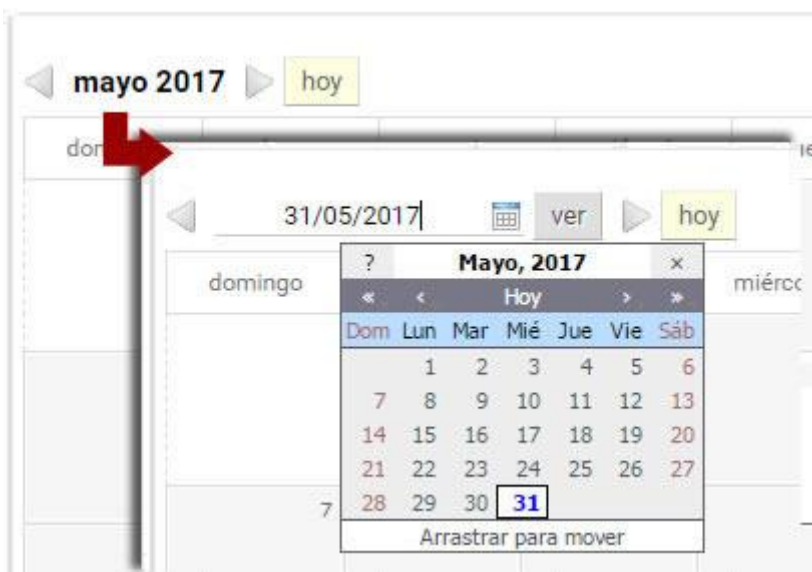 mayo 2017 hoy
31/05/2017 ver hoy
domingo
miérco
? Mayo, 2017 ×
« ‹ Hoy › »
Dom Lun Mar Mié Jue Vie Sáb
1 2 3 4 5 6
7 8 9 10 11 12 13
14 15 16 17 18 19 20
21 22 23 24 25 26 27
7
28 29 30 31
Arrastrar para mover